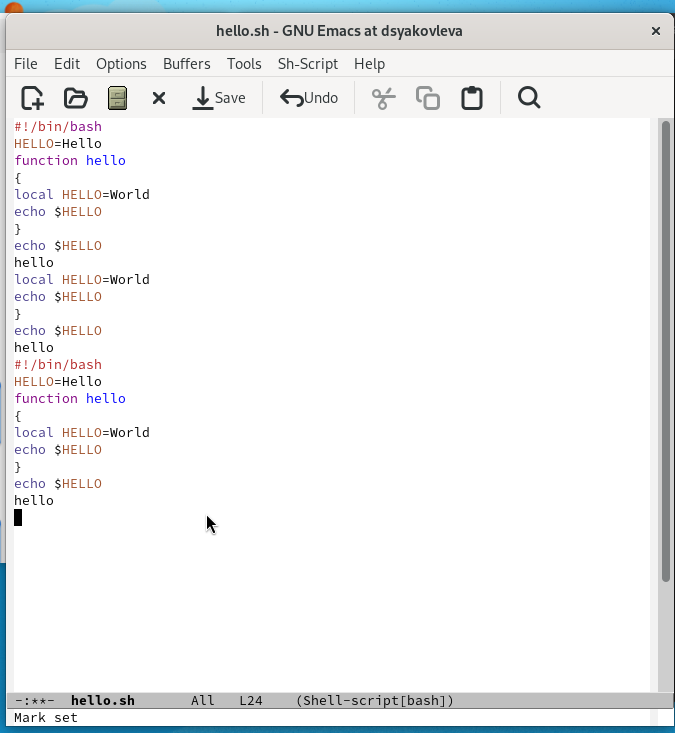 hello.sh - GNU Emacs at dsyakovleva
File Edit Options Buffers Tools Sh-Script Help
Save Undo
#!/bin/bash
HELLO=Hello
function hello
{
local HELLO=World
echo $HELLO
}
echo $HELLO
hello
local HELLO=World
echo $HELLO
}
echo $HELLO
hello
#!/bin/bash
HELLO=Hello
function hello
{
local HELLO=World
echo $HELLO
}
echo $HELLO
hello
-:**- hello.sh All L24 (Shell-script[bash])
Mark set